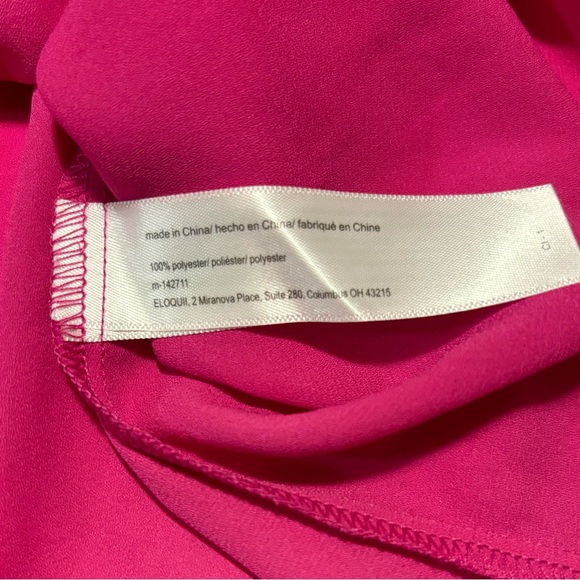 made in China/ hecho en China/ fabriqué en Chine
100% polyester/ poliéster/ polyester
m-142711
ELOQUII, 2 Miranova Place, Suite 280, Columbus OH 43215